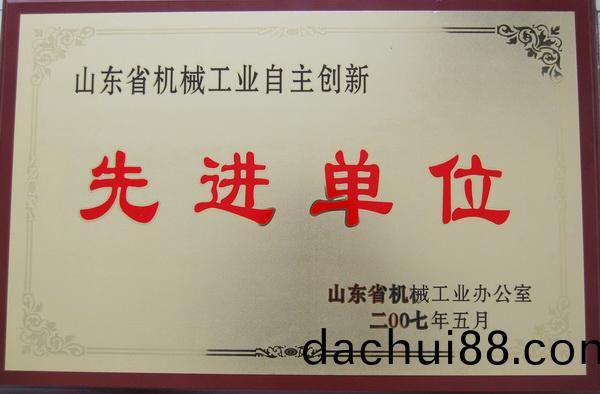 山东省机械工业自主创新
先进单位
山东省机械工业办公室
二00七年五月
dachui88.com